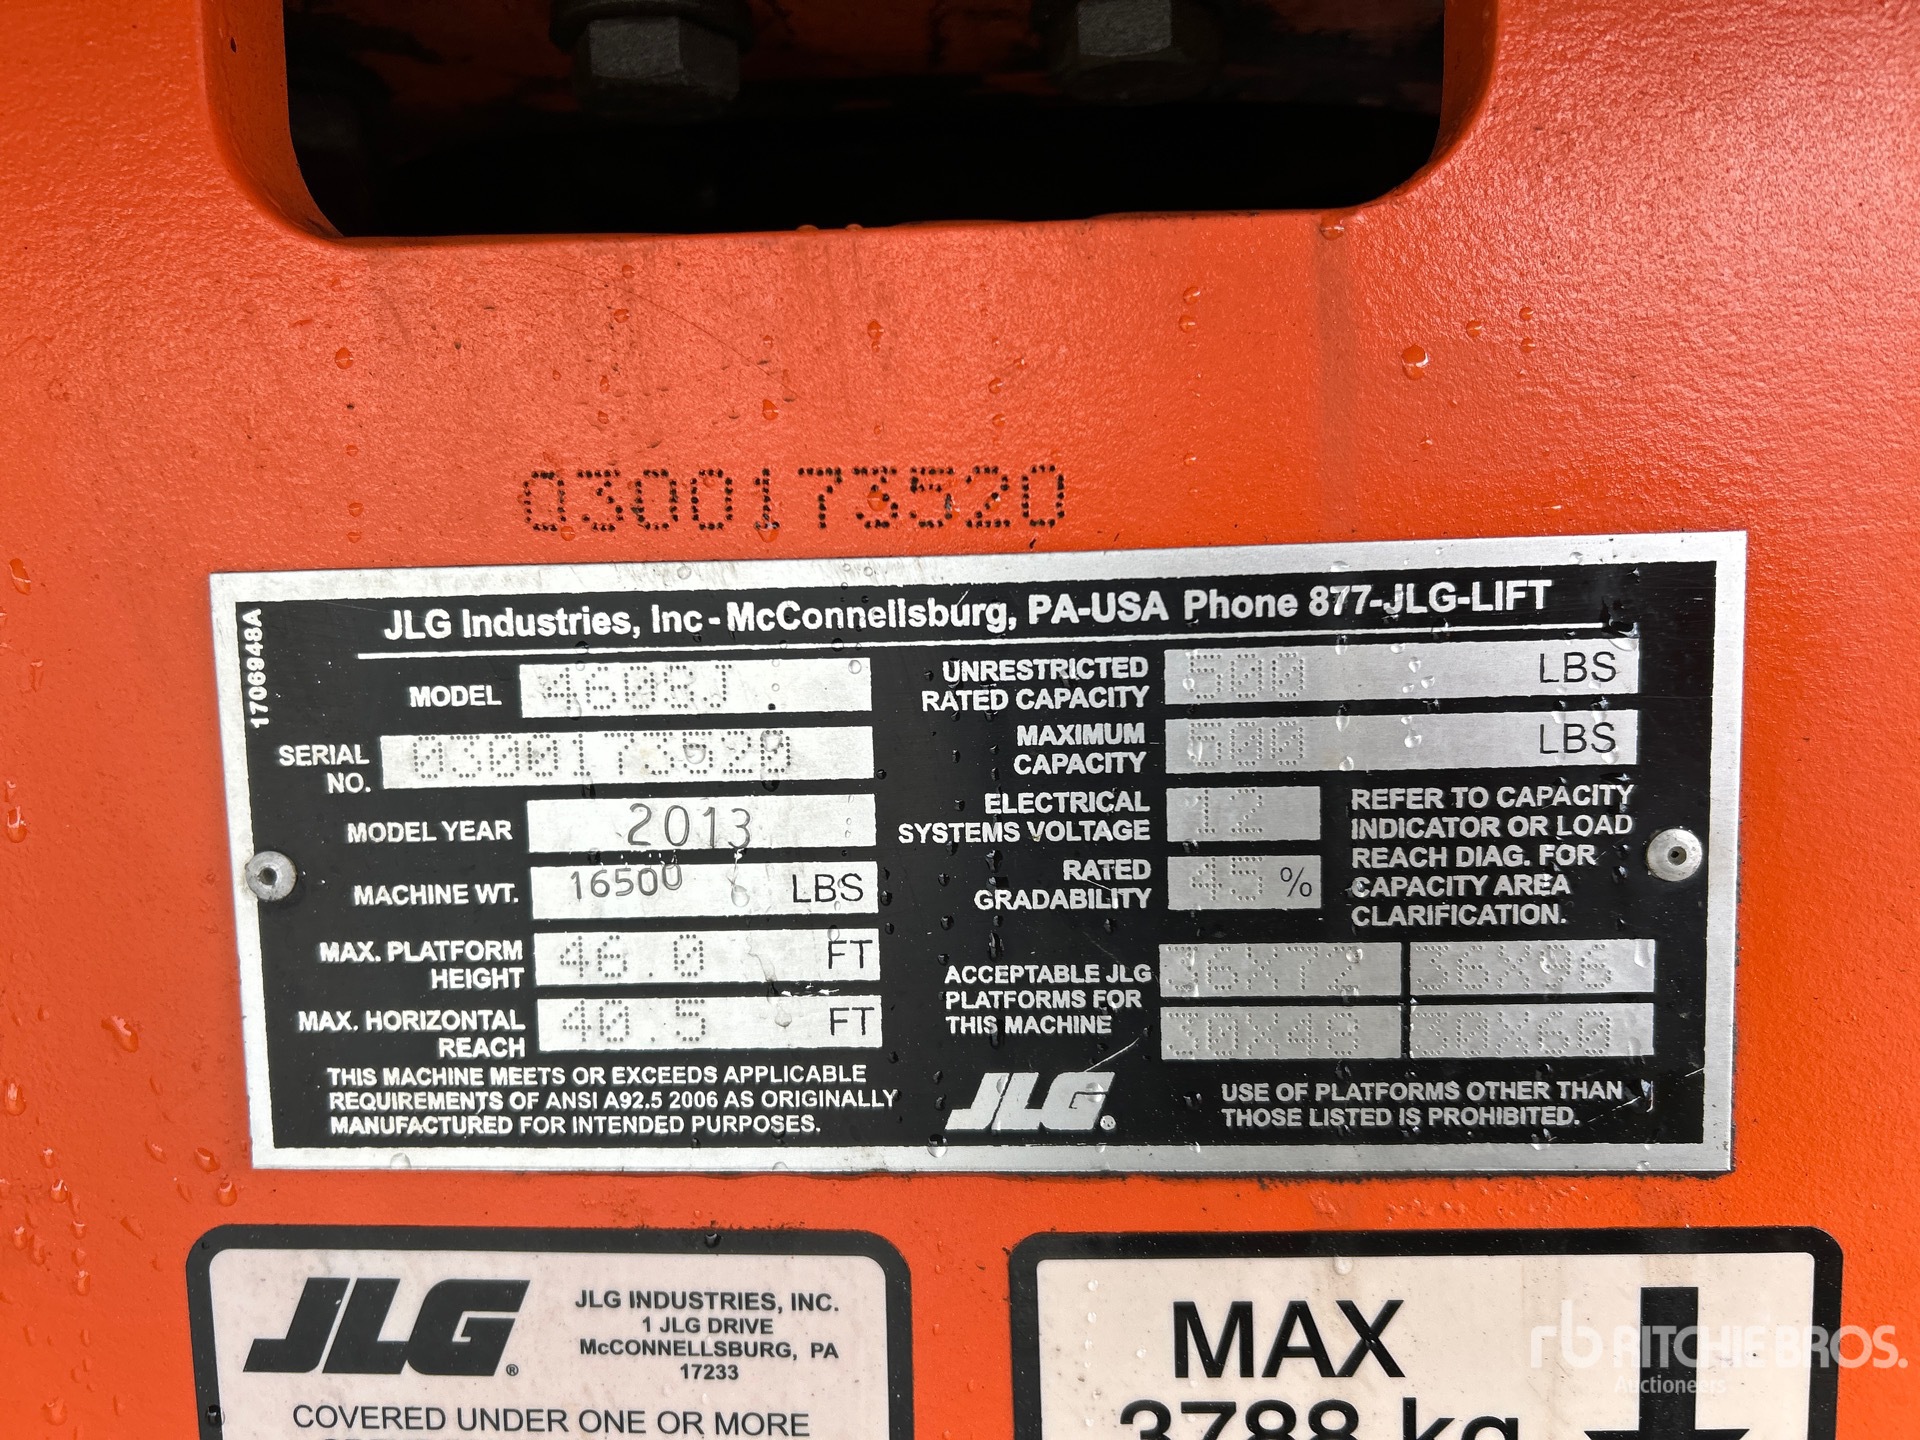 0300173520
JLG Industries, Inc - McConnellsburg, PA-USA Phone 877-JLG-LIFT
1706948A
MODEL 460SJ
SERIAL NO. 0300173520
MODEL YEAR 2013
MACHINE WT. 16500 LBS
MAX. PLATFORM HEIGHT 46.0 FT
MAX. HORIZONTAL REACH 40.5 FT
THIS MACHINE MEETS OR EXCEEDS APPLICABLE
REQUIREMENTS OF ANSI A92.5 2006 AS ORIGINALLY
MANUFACTURED FOR INTENDED PURPOSES.
UNRESTRICTED RATED CAPACITY 500 LBS
MAXIMUM CAPACITY 500 LBS
ELECTRICAL SYSTEMS VOLTAGE 12
RATED GRADABILITY 45 %
REFER TO CAPACITY
INDICATOR OR LOAD
REACH DIAG. FOR
CAPACITY AREA
CLARIFICATION.
ACCEPTABLE JLG
PLATFORMS FOR
THIS MACHINE
36X72 36X96
30X48 30X60
JLG®
USE OF PLATFORMS OTHER THAN
THOSE LISTED IS PROHIBITED.
JLG®
JLG INDUSTRIES, INC.
1 JLG DRIVE
McCONNELLSBURG, PA
17233
COVERED UNDER ONE OR MORE
MAX
3788 kg
rb RITCHIE BROS.
Auctioneers